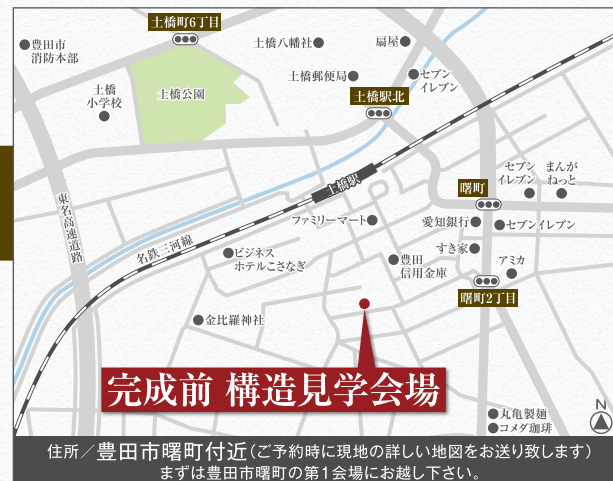 土橋町6丁目
豊田市
消防本部
土橋八幡社
扇屋
土橋
小学校
土橋公園
土橋郵便局
セブン
イレブン
土橋駅北
土橋駅
東名高速道路
名鉄三河線
セブン
イレブン
まんが
ねっと
曙町
ファミリーマート
愛知銀行
セブンイレブン
ビジネス
ホテルこさなぎ
豊田
信用金庫
すき家
アミカ
曙町2丁目
金比羅神社
完成前 構造見学会場
丸亀製麺
コメダ珈琲
N
住所／豊田市曙町付近(ご予約時に現地の詳しい地図をお送り致します)
まずは豊田市曙町の第1会場にお越し下さい。